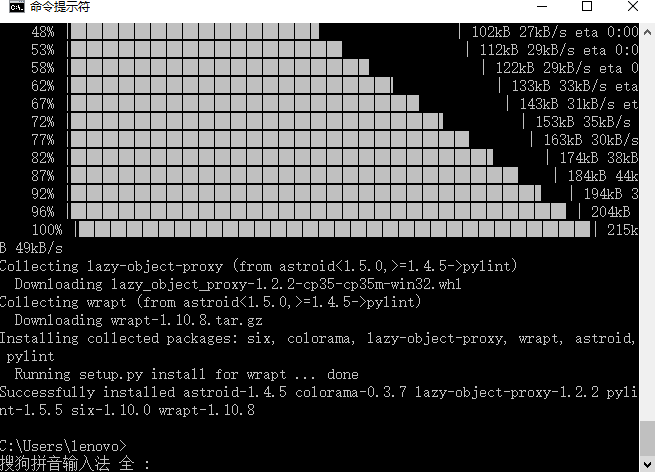 命令提示符
48% | 102kB 27kB/s eta 0:00
53% | 112kB 29kB/s eta 0:0
58% | 122kB 29kB/s eta 0
62% | 133kB 33kB/s eta
67% | 143kB 31kB/s et
72% | 153kB 35kB/s
77% | 163kB 30kB/s
82% | 174kB 38kB
87% | 184kB 44k
92% | 194kB 3
96% | 204kB
100% | 215k
B 49kB/s
Collecting lazy-object-proxy (from astroid<1.5.0,>=1.4.5->pylint)
Downloading lazy_object_proxy-1.2.2-cp35-cp35m-win32.whl
Collecting wrapt (from astroid<1.5.0,>=1.4.5->pylint)
Downloading wrapt-1.10.8.tar.gz
Installing collected packages: six, colorama, lazy-object-proxy, wrapt, astroid,
pylint
Running setup.py install for wrapt ... done
Successfully installed astroid-1.4.5 colorama-0.3.7 lazy-object-proxy-1.2.2 pyli
nt-1.5.5 six-1.10.0 wrapt-1.10.8
C:\Users\lenovo>
搜狗拼音输入法 全 :